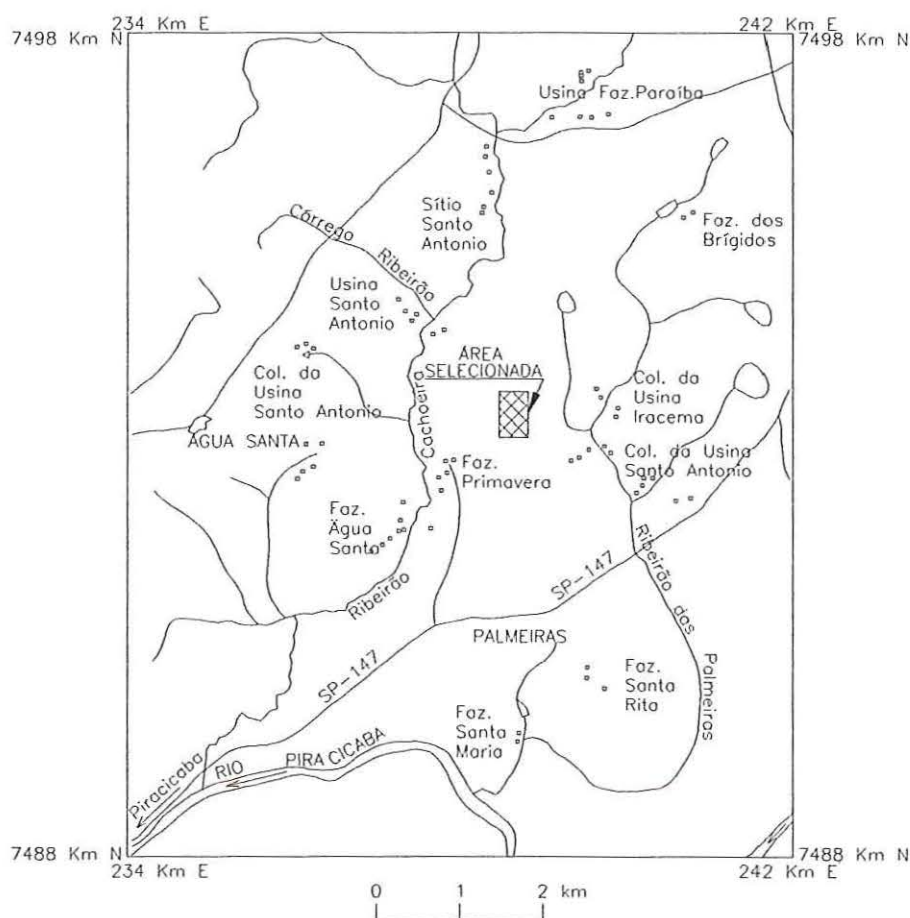 234 Km E
242 Km E
7498 Km N
7498 Km N
Usina Faz.Paraíba
Sítio
Santo
Antonio
Faz. dos
Brígidos
Córrego
Ribeirão
Usina
Santo
Antonio
ÁREA
SELECIONADA
Col. da
Usina
Santo Antonio
Cachoeira
Col. da
Usina
Iracema
ÁGUA SANTA
Faz.
Primavera
Col. da Usina
Santo Antonio
Faz.
Água
Santa
Ribeirão
SP-147
Ribeirão das
Palmeiras
PALMEIRAS
SP-147
Faz.
Santa
Rita
Faz.
Santa
Maria
Piracicaba
RIO PIRACICABA
7488 Km N
7488 Km N
234 Km E
242 Km E
0 1 2 km